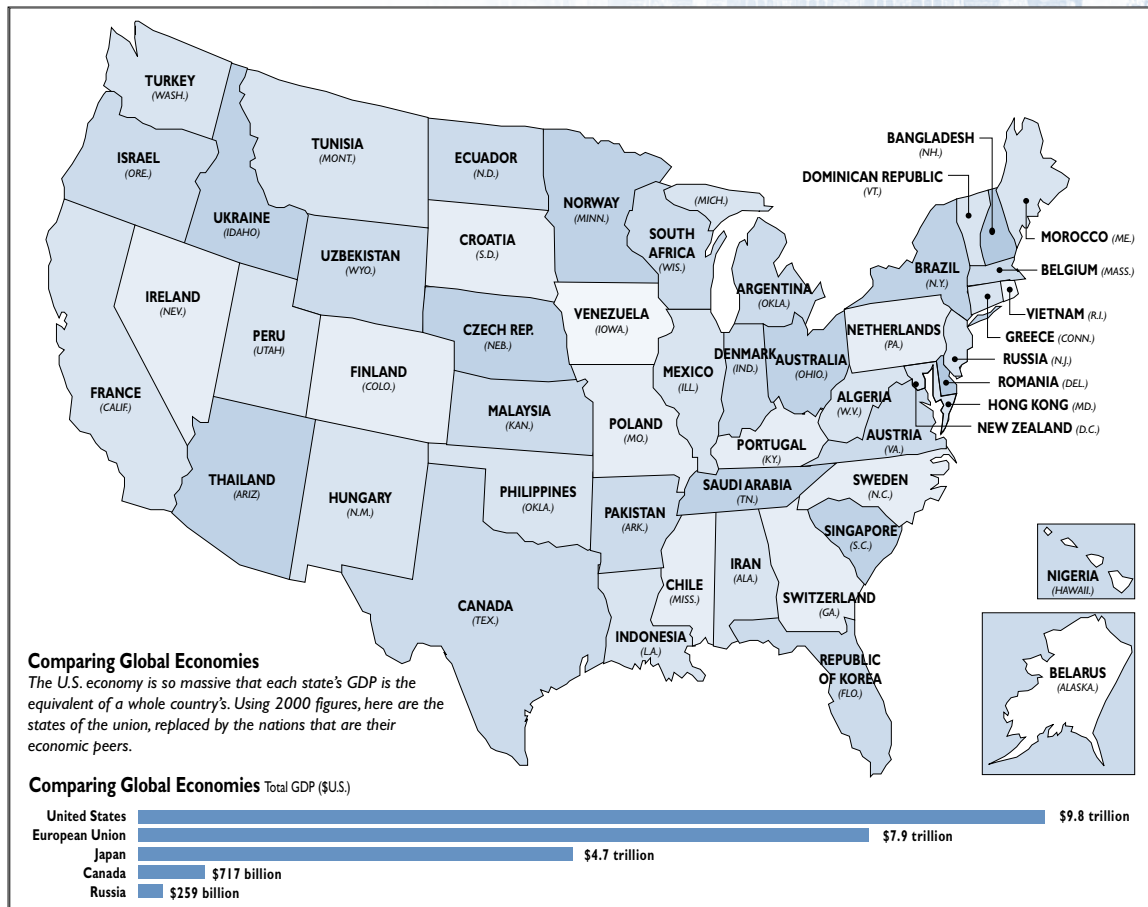 TURKEY
(WASH.)
ISRAEL
(ORE.)
UKRAINE
(IDAHO)
TUNISIA
(MONT.)
ECUADOR
(N.D.)
NORWAY
(MINN.)
(MICH.)
SOUTH
AFRICA
(WIS.)
BANGLADESH
(NH.)
DOMINICAN REPUBLIC
(VT.)
MOROCCO (ME.)
BELGIUM (MASS.)
BRAZIL
(N.Y.)
VIETNAM (R.I.)
GREECE (CONN.)
RUSSIA (N.J.)
ROMANIA (DEL.)
HONG KONG (MD.)
NEW ZEALAND (D.C.)
UZBEKISTAN
(WYO.)
CROATIA
(S.D.)
IRELAND
(NEV.)
PERU
(UTAH)
FINLAND
(COLO.)
CZECH REP.
(NEB.)
VENEZUELA
(IOWA.)
ARGENTINA
(OKLA.)
NETHERLANDS
(PA.)
MEXICO
(ILL.)
DENMARK
(IND.)
AUSTRALIA
(OHIO.)
FRANCE
(CALIF.)
MALAYSIA
(KAN.)
POLAND
(MO.)
ALGERIA
(W.V.)
AUSTRIA
(VA.)
PORTUGAL
(KY.)
THAILAND
(ARIZ)
HUNGARY
(N.M.)
PHILIPPINES
(OKLA.)
PAKISTAN
(ARK.)
SAUDI ARABIA
(TN.)
SWEDEN
(N.C.)
SINGAPORE
(S.C.)
CANADA
(TEX.)
INDONESIA
(L.A.)
CHILE
(MISS.)
IRAN
(ALA.)
SWITZERLAND
(GA.)
REPUBLIC
OF KOREA
(FLO.)
NIGERIA
(HAWAII.)
BELARUS
(ALASKA.)
Comparing Global Economies
The U.S. economy is so massive that each state's GDP is the
equivalent of a whole country's. Using 2000 figures, here are the
states of the union, replaced by the nations that are their
economic peers.
Comparing Global Economies Total GDP ($U.S.)
United States $9.8 trillion
European Union $7.9 trillion
Japan $4.7 trillion
Canada $717 billion
Russia $259 billion